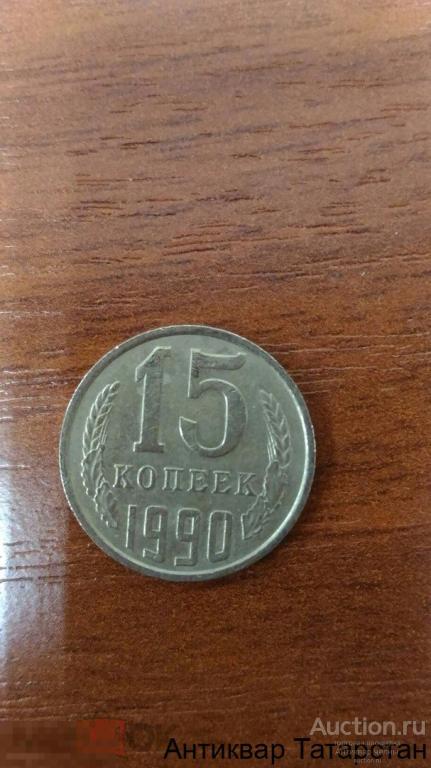 15
КОПЕЕК
1990
Auction.ru
Антиквар Татарстан